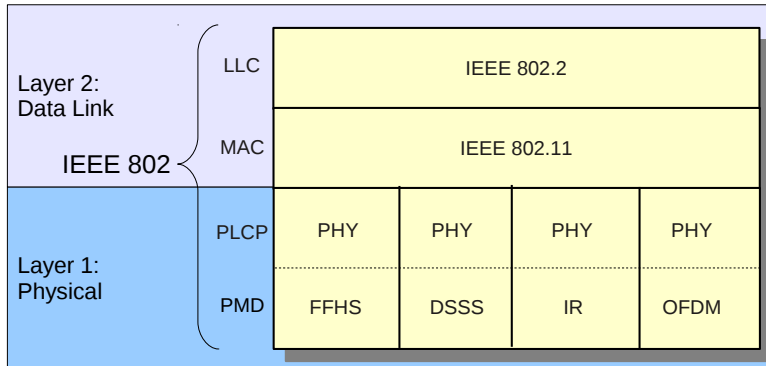 LLC IEEE 802.2
Layer 2:
Data Link
IEEE 802
MAC IEEE 802.11
PLCP PHY PHY PHY PHY
Layer 1:
Physical
PMD FFHS DSSS IR OFDM